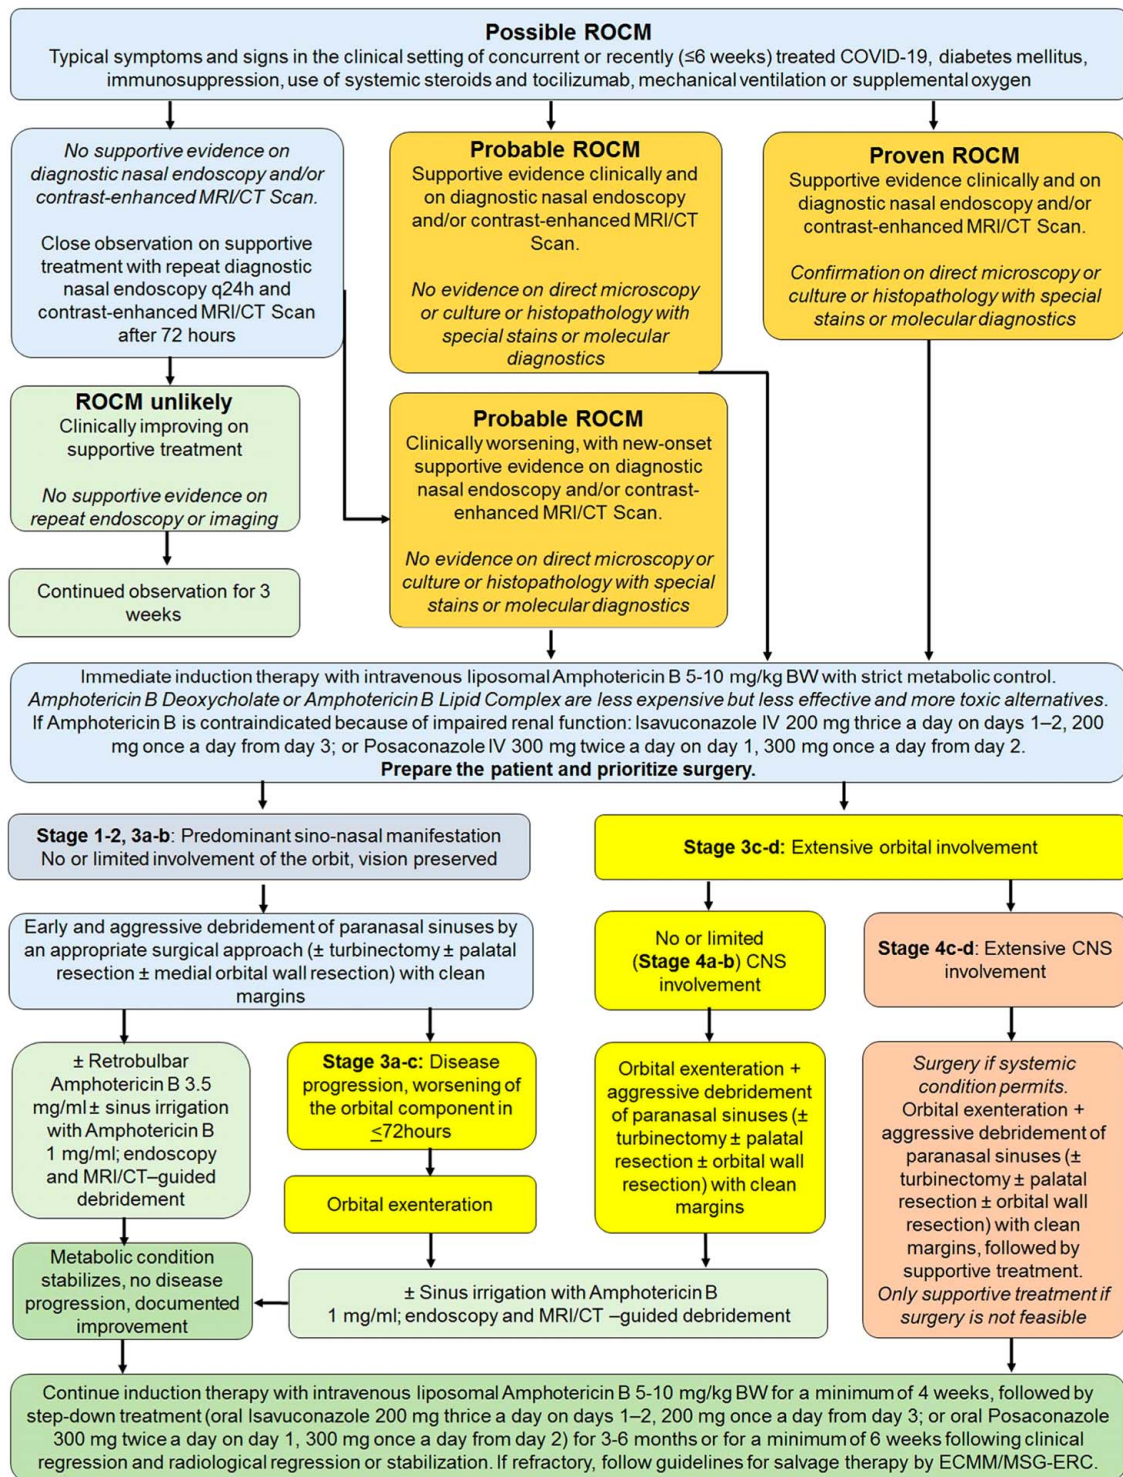 Possible ROCM
Typical symptoms and signs in the clinical setting of concurrent or recently (≤6 weeks) treated COVID-19, diabetes mellitus,
immunosuppression, use of systemic steroids and tocilizumab, mechanical ventilation or supplemental oxygen
No supportive evidence on
diagnostic nasal endoscopy and/or
contrast-enhanced MRI/CT Scan.
Close observation on supportive
treatment with repeat diagnostic
nasal endoscopy q24h and
contrast-enhanced MRI/CT Scan
after 72 hours
Probable ROCM
Supportive evidence clinically and
on diagnostic nasal endoscopy
and/or contrast-enhanced MRI/CT
Scan.
No evidence on direct microscopy
or culture or histopathology with
special stains or molecular
diagnostics
Proven ROCM
Supportive evidence clinically and on
diagnostic nasal endoscopy and/or
contrast-enhanced MRI/CT Scan.
Confirmation on direct microscopy or
culture or histopathology with special
stains or molecular diagnostics
ROCM unlikely
Clinically improving on
supportive treatment
No supportive evidence on
repeat endoscopy or imaging
Probable ROCM
Clinically worsening, with new-onset
supportive evidence on diagnostic
nasal endoscopy and/or contrast-
enhanced MRI/CT Scan.
No evidence on direct microscopy or
culture or histopathology with special
stains or molecular diagnostics
Continued observation for 3
weeks
Immediate induction therapy with intravenous liposomal Amphotericin B 5-10 mg/kg BW with strict metabolic control.
Amphotericin B Deoxycholate or Amphotericin B Lipid Complex are less expensive but less effective and more toxic alternatives.
If Amphotericin B is contraindicated because of impaired renal function: Isavuconazole IV 200 mg thrice a day on days 1–2, 200
mg once a day from day 3; or Posaconazole IV 300 mg twice a day on day 1, 300 mg once a day from day 2.
Prepare the patient and prioritize surgery.
Stage 1-2, 3a-b: Predominant sino-nasal manifestation
No or limited involvement of the orbit, vision preserved
Stage 3c-d: Extensive orbital involvement
Early and aggressive debridement of paranasal sinuses by
an appropriate surgical approach (± turbinectomy ± palatal
resection ± medial orbital wall resection) with clean
margins
No or limited
(Stage 4a-b) CNS
involvement
Stage 4c-d: Extensive CNS
involvement
± Retrobulbar
Amphotericin B 3.5
mg/ml ± sinus irrigation
with Amphotericin B
1 mg/ml; endoscopy
and MRI/CT–guided
debridement
Stage 3a-c: Disease
progression, worsening of
the orbital component in
≤72hours
Orbital exenteration
Orbital exenteration +
aggressive debridement
of paranasal sinuses (±
turbinectomy ± palatal
resection ± orbital wall
resection) with clean
margins
Surgery if systemic
condition permits.
Orbital exenteration +
aggressive debridement of
paranasal sinuses (±
turbinectomy ± palatal
resection ± orbital wall
resection) with clean
margins, followed by
supportive treatment.
Only supportive treatment if
surgery is not feasible
Metabolic condition
stabilizes, no disease
progression, documented
improvement
± Sinus irrigation with Amphotericin B
1 mg/ml; endoscopy and MRI/CT –guided debridement
Continue induction therapy with intravenous liposomal Amphotericin B 5-10 mg/kg BW for a minimum of 4 weeks, followed by
step-down treatment (oral Isavuconazole 200 mg thrice a day on days 1–2, 200 mg once a day from day 3; or oral Posaconazole
300 mg twice a day on day 1, 300 mg once a day from day 2) for 3-6 months or for a minimum of 6 weeks following clinical
regression and radiological regression or stabilization. If refractory, follow guidelines for salvage therapy by ECMM/MSG-ERC.